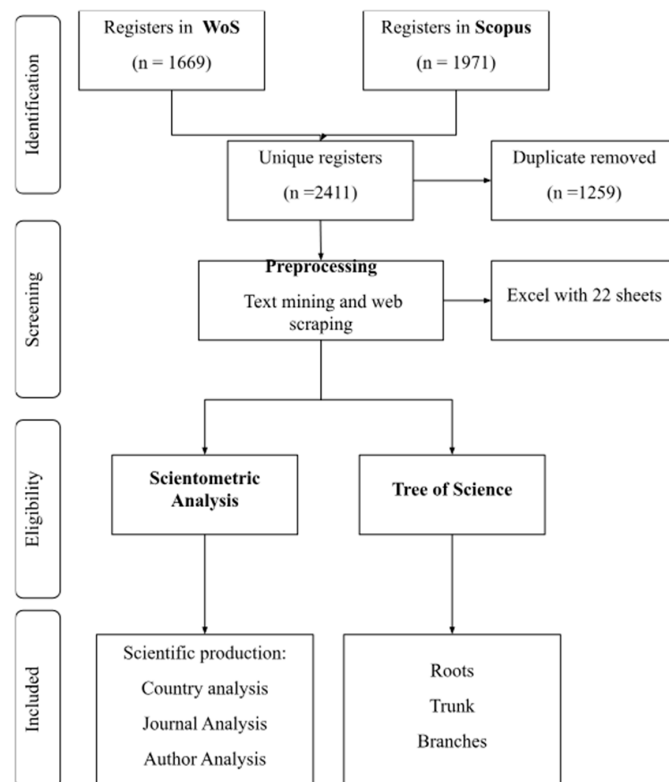 Identification
Registers in WoS
(n = 1669)
Registers in Scopus
(n = 1971)
Unique registers
(n =2411)
Duplicate removed
(n =1259)
Screening
Preprocessing
Text mining and web
scraping
Excel with 22 sheets
Eligibility
Scientometric
Analysis
Tree of Science
Included
Scientific production:
Country analysis
Journal Analysis
Author Analysis
Roots
Trunk
Branches